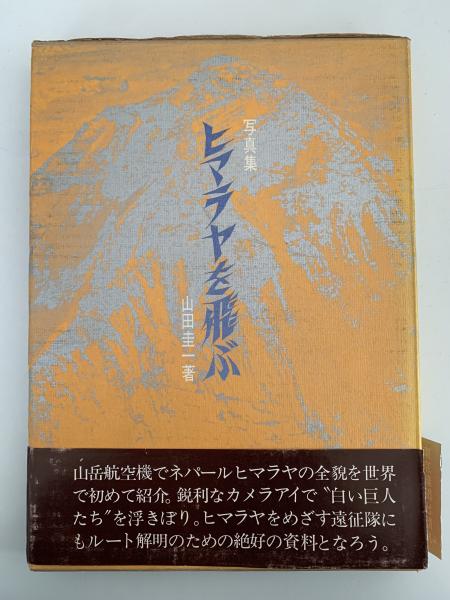 写真集
ヒマラヤを飛ぶ
山田圭一著
山岳航空機でネパールヒマラヤの全貌を世界
で初めて紹介。鋭利なカメラアイで〝白い巨人
たち〟を浮きぼり。ヒマラヤをめざす遠征隊に
もルート解明のための絶好の資料となろう。